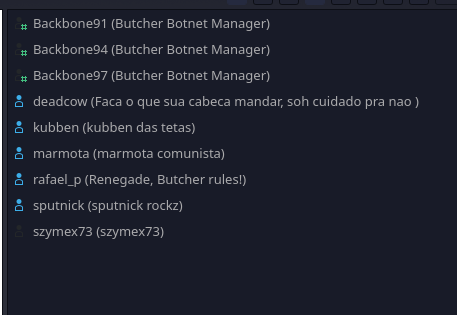 Backbone91 (Butcher Botnet Manager)
Backbone94 (Butcher Botnet Manager)
Backbone97 (Butcher Botnet Manager)
deadcow (Faca o que sua cabeca mandar, soh cuidado pra nao )
kubben (kubben das tetas)
marmota (marmota comunista)
rafael_p (Renegade, Butcher rules!)
sputnick (sputnick rockz)
szymex73 (szymex73)